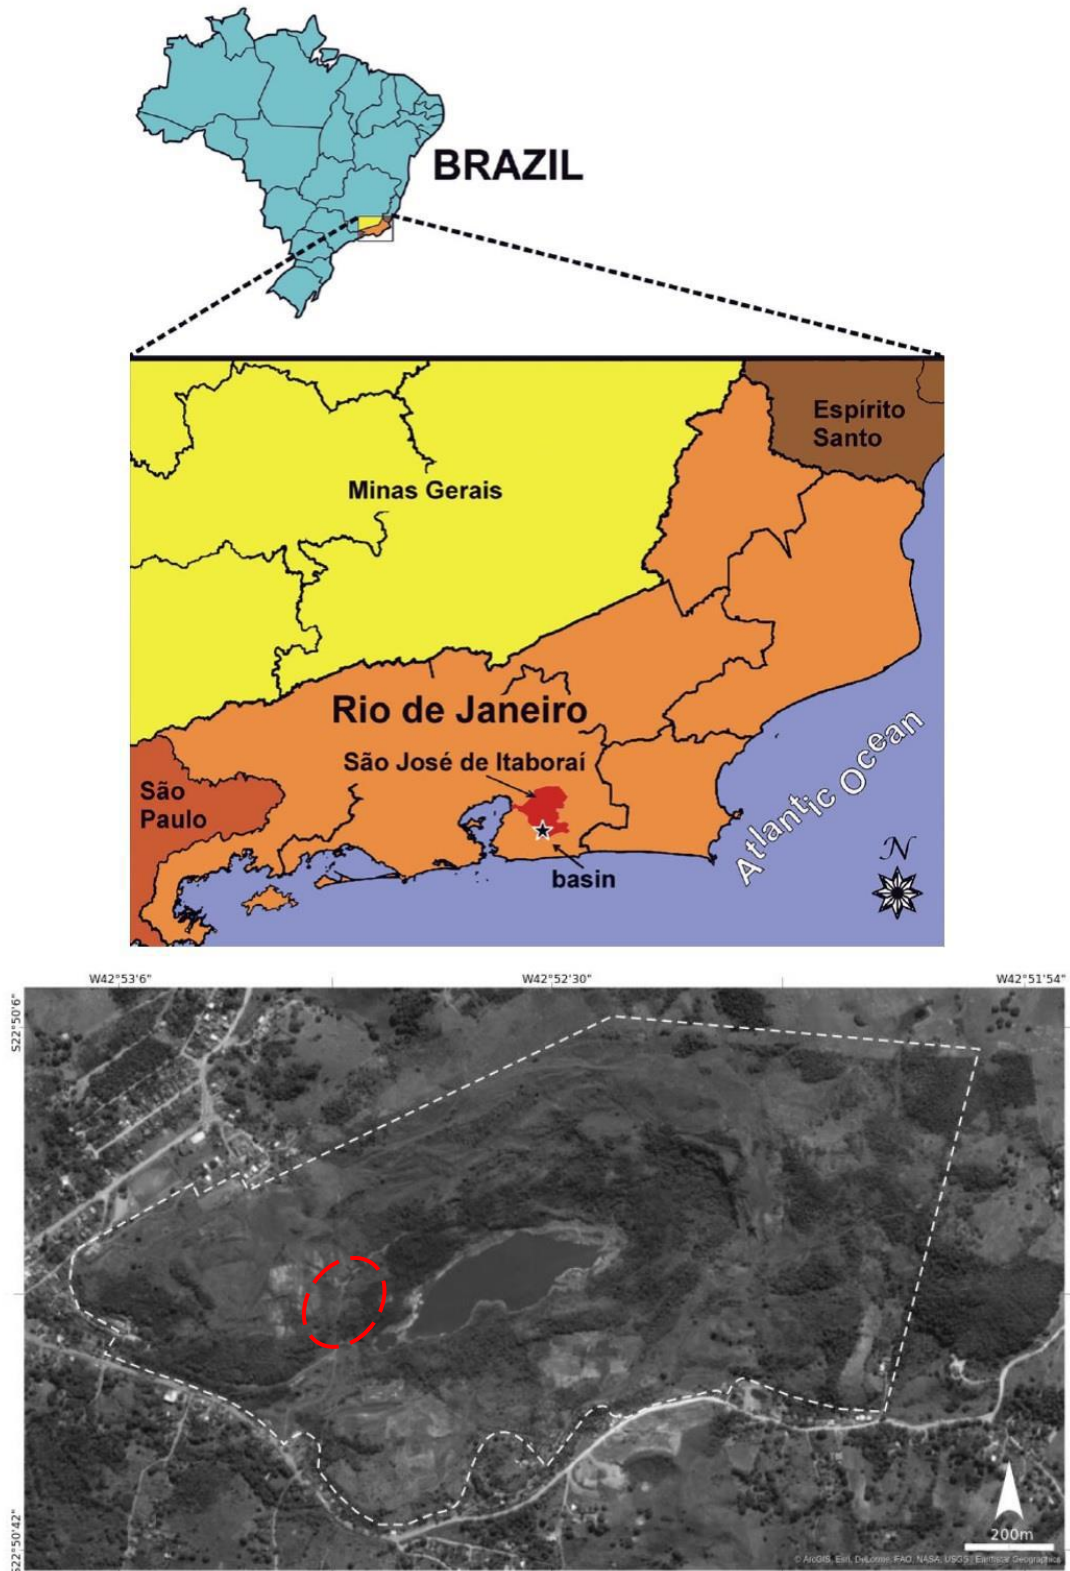 BRAZIL
Espírito
Santo
Minas Gerais
Rio de Janeiro
São José de Itaboraí
São
Paulo
Atlantic Ocean
N
basin
W42°53'6"
W42°52'30"
W42°51'54"
S22°50'6"
S22°50'42"
200m
© ArcGIS, Esri, DeLorme, FAO, NASA, USGS | Earthstar Geographics